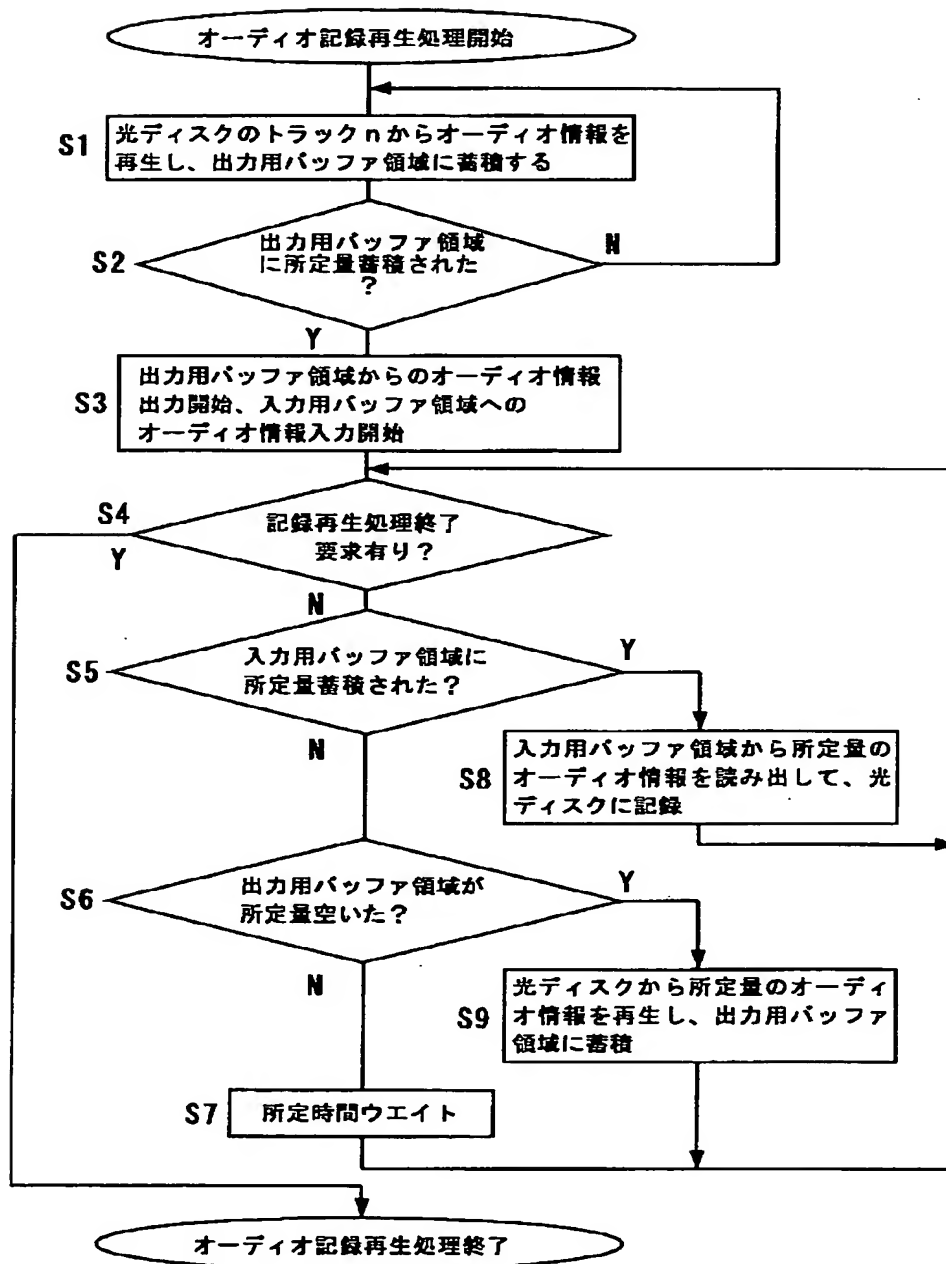 オーディオ記録再生処理開始
S1
光ディスクのトラックnからオーディオ情報を
再生し、出力用バッファ領域に蓄積する
S2
出力用バッファ領域
に所定量蓄積された
?
N
Y
S3
出力用バッファ領域からのオーディオ情報
出力開始、入力用バッファ領域への
オーディオ情報入力開始
S4
記録再生処理終了
要求有り?
Y
N
S5
入力用バッファ領域に
所定量蓄積された?
Y
N
S8
入力用バッファ領域から所定量の
オーディオ情報を読み出して、光
ディスクに記録
S6
出力用バッファ領域が
所定量空いた?
Y
N
S9
光ディスクから所定量のオーディ
オ情報を再生し、出力用バッファ
領域に蓄積
S7
所定時間ウエイト
オーディオ記録再生処理終了